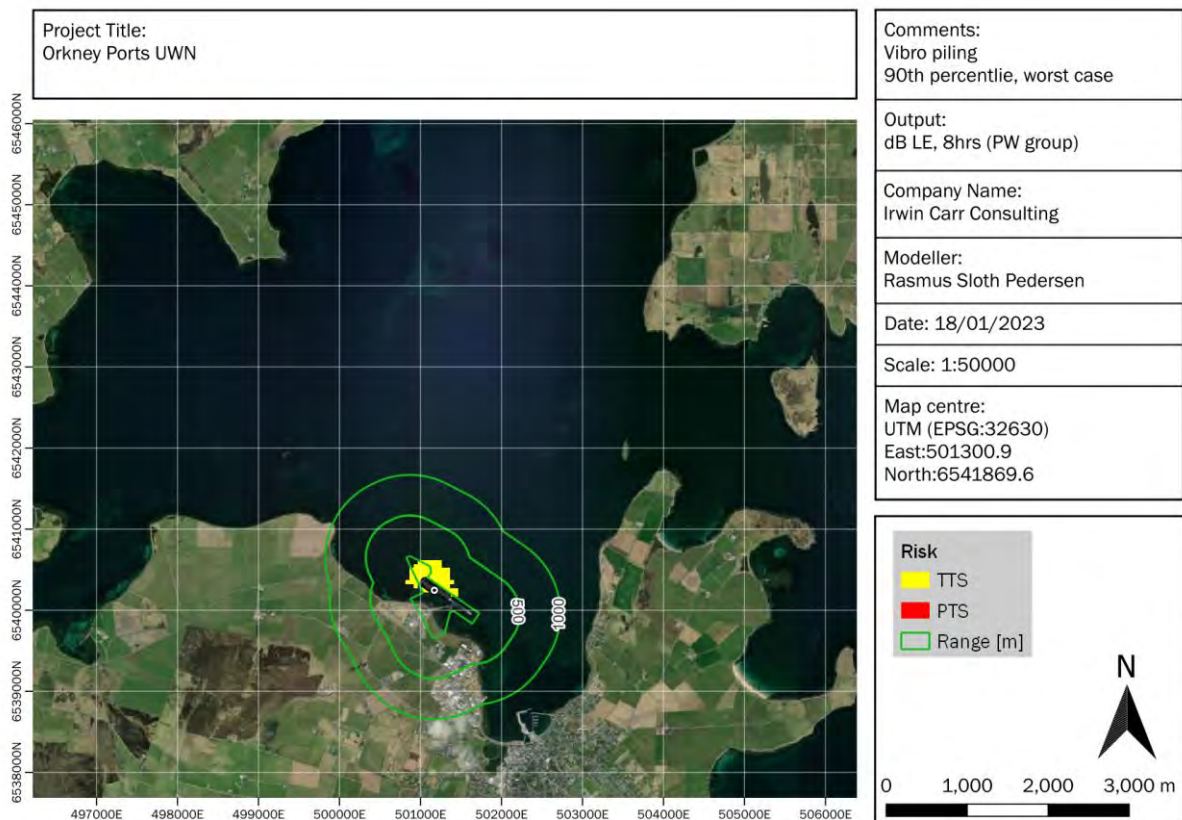 Project Title:
Orkney Ports UWN
Comments:
Vibro piling
90th percentlie, worst case
Output:
dB LE, 8hrs (PW group)
Company Name:
Irwin Carr Consulting
Modeller:
Rasmus Sloth Pedersen
Date: 18/01/2023
Scale: 1:50000
Map centre:
UTM (EPSG:32630)
East:501300.9
North:6541869.6
6546000N
6545000N
6544000N
6543000N
6542000N
6541000N
6540000N
6539000N
6538000N
500
1000
497000E 498000E 499000E 500000E 501000E 502000E 503000E 504000E 505000E 506000E
Risk
TTS
PTS
Range [m]
N
0 1,000 2,000 3,000 m